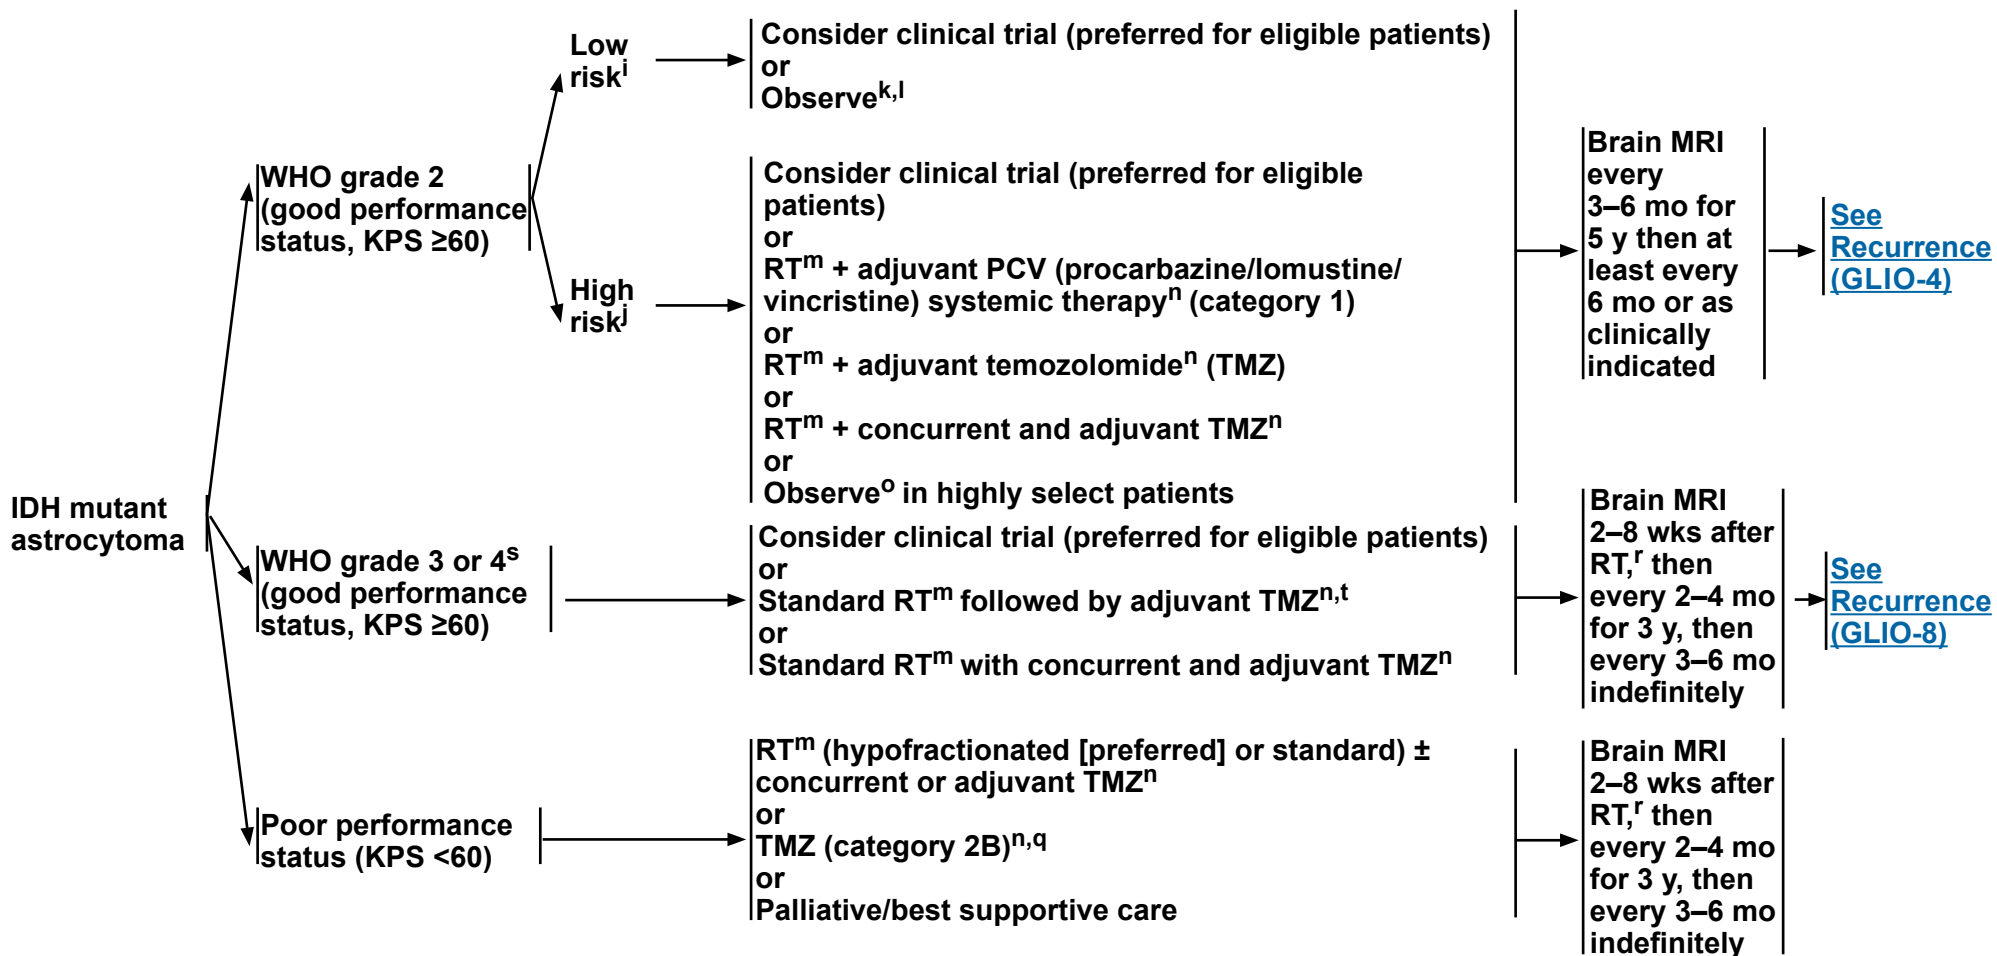 IDH mutant
astrocytoma
WHO grade 2
(good performance
status, KPS ≥60)
Low
riskⁱ
Consider clinical trial (preferred for eligible patients)
or
Observeᵏ,ˡ
High
riskʲ
Consider clinical trial (preferred for eligible
patients)
or
RTᵐ + adjuvant PCV (procarbazine/lomustine/
vincristine) systemic therapyⁿ (category 1)
or
RTᵐ + adjuvant temozolomideⁿ (TMZ)
or
RTᵐ + concurrent and adjuvant TMZⁿ
or
Observeᵒ in highly select patients
Brain MRI
every
3–6 mo for
5 y then at
least every
6 mo or as
clinically
indicated
See
Recurrence
(GLIO-4)
WHO grade 3 or 4ˢ
(good performance
status, KPS ≥60)
Consider clinical trial (preferred for eligible patients)
or
Standard RTᵐ followed by adjuvant TMZⁿ,ᵗ
or
Standard RTᵐ with concurrent and adjuvant TMZⁿ
Brain MRI
2–8 wks after
RT,ʳ then
every 2–4 mo
for 3 y, then
every 3–6 mo
indefinitely
See
Recurrence
(GLIO-8)
Poor performance
status (KPS <60)
RTᵐ (hypofractionated [preferred] or standard) ±
concurrent or adjuvant TMZⁿ
or
TMZ (category 2B)ⁿ,q
or
Palliative/best supportive care
Brain MRI
2–8 wks after
RT,ʳ then
every 2–4 mo
for 3 y, then
every 3–6 mo
indefinitely